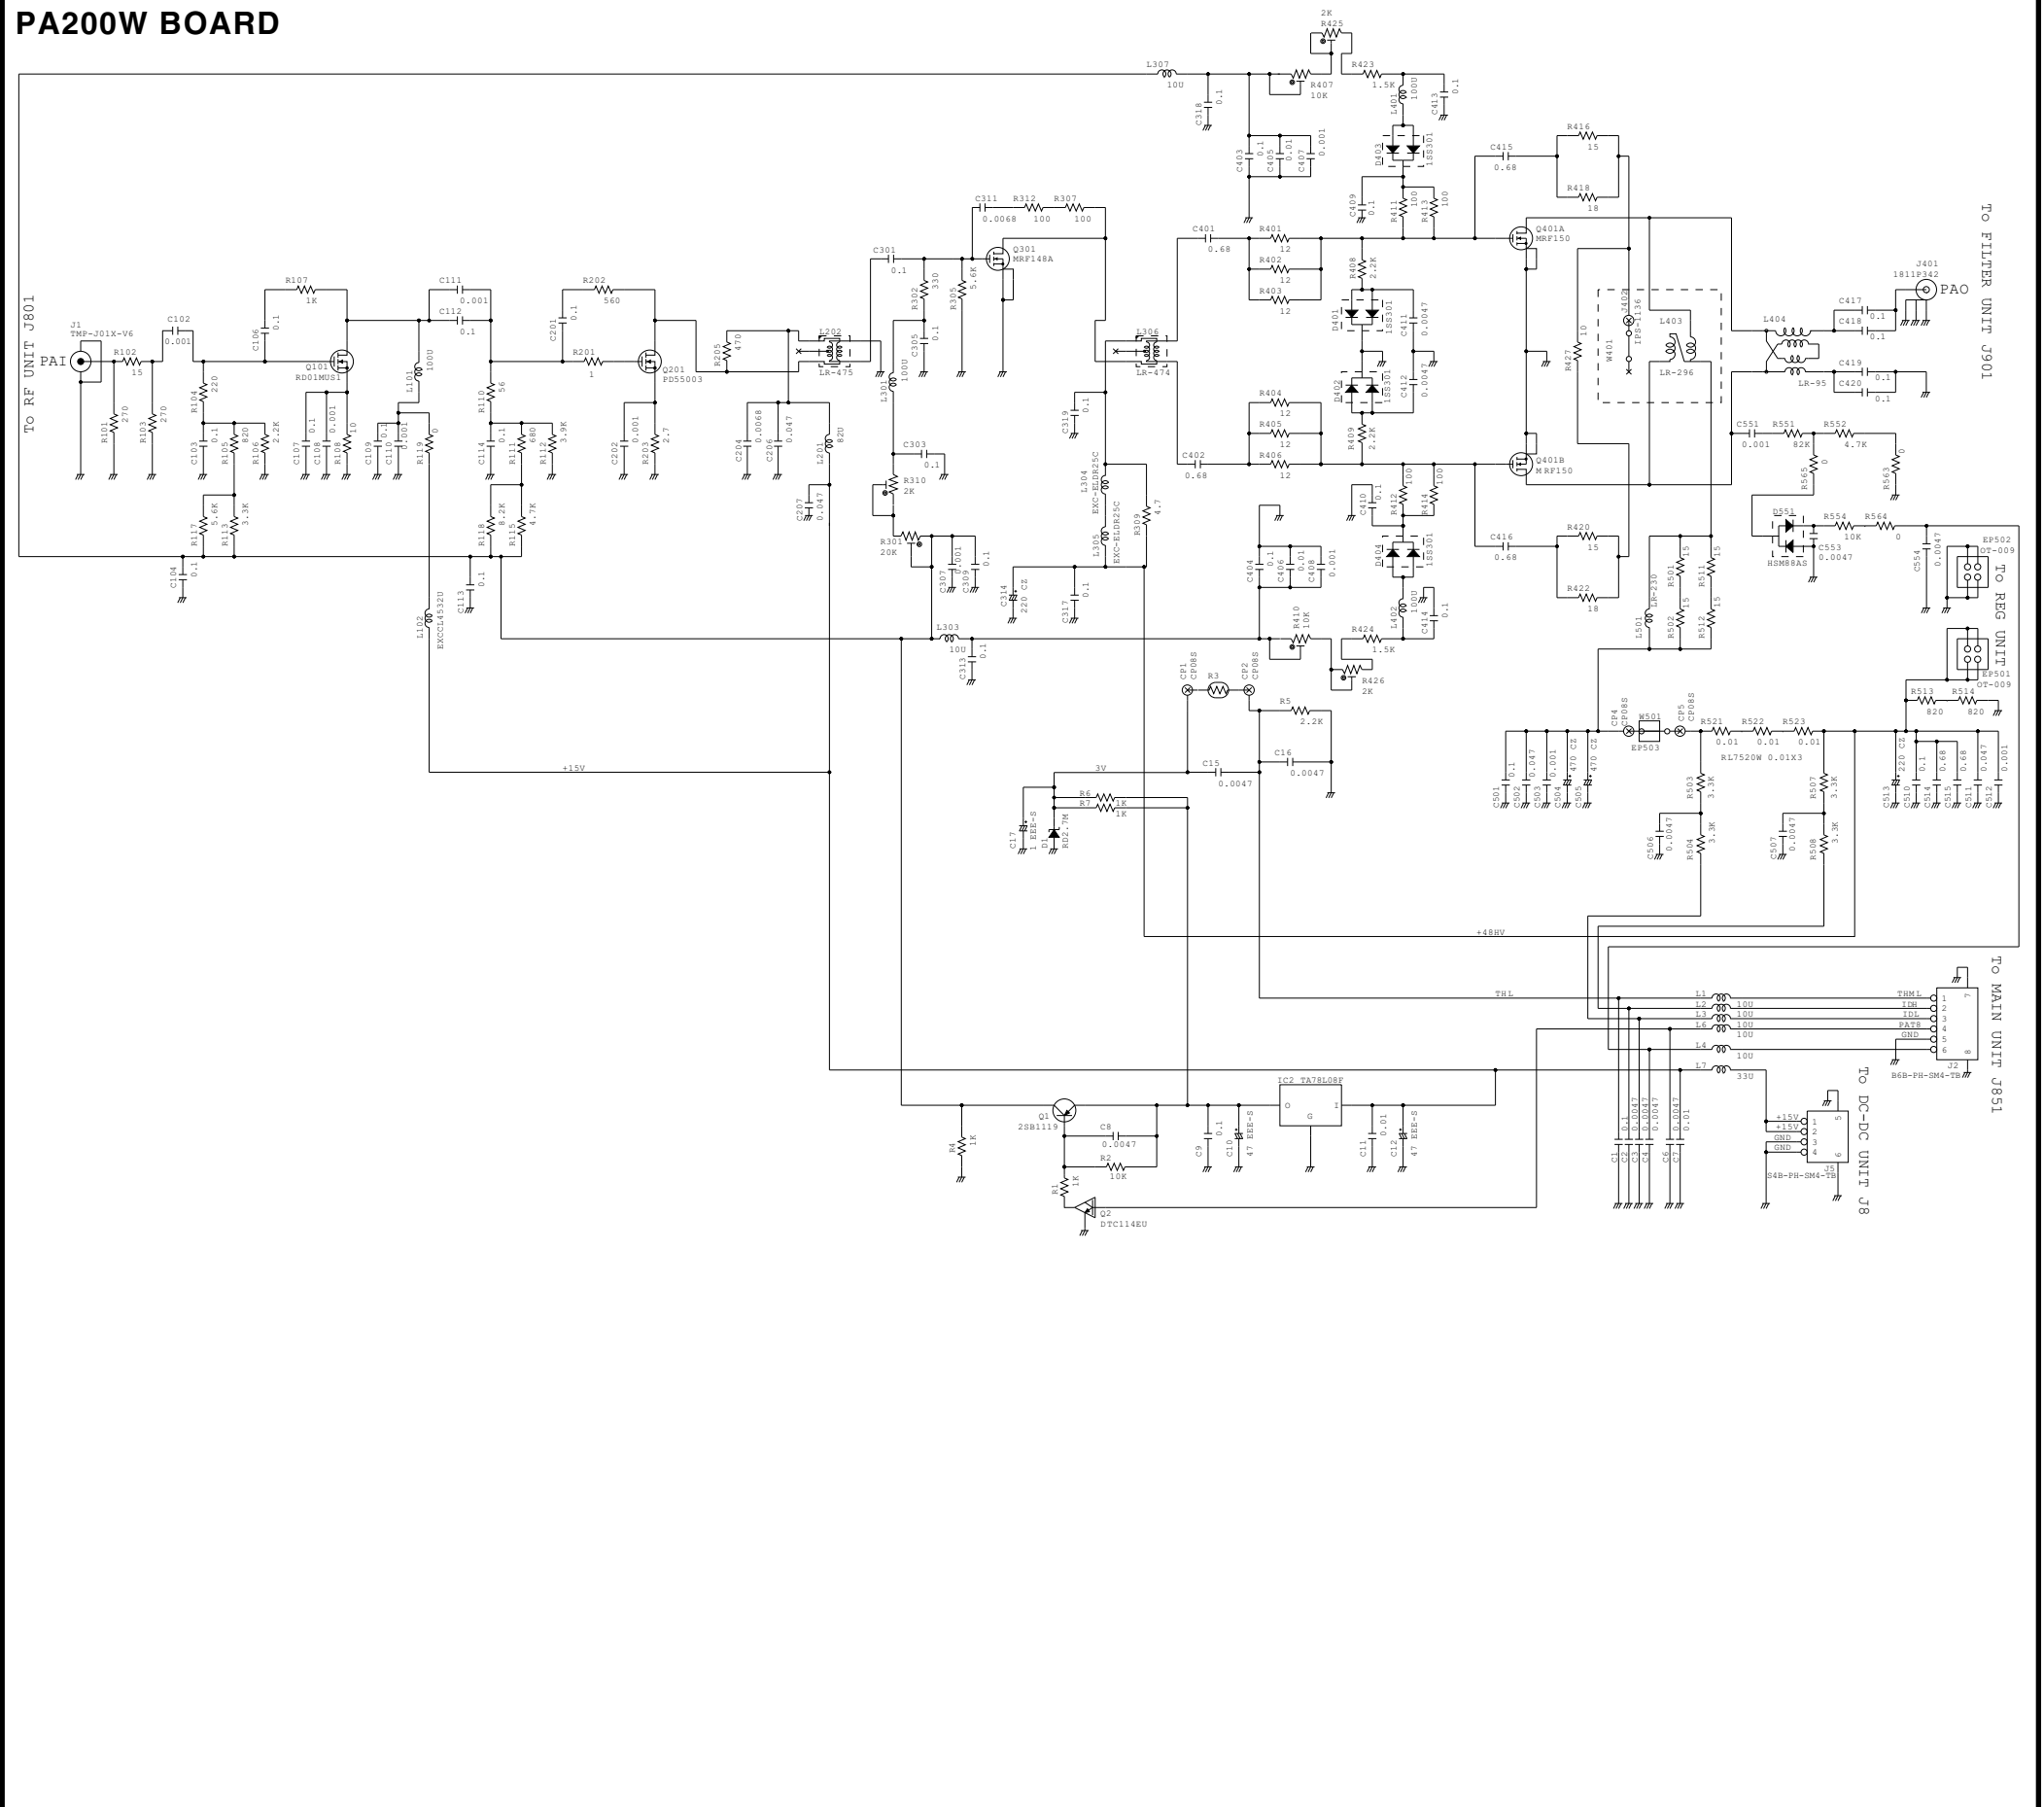 PA200W BOARD
2K
R425
L307
10U
C318
0.1
R407
10K
R423
1.5K
L401
100U
C413
0.1
C403
0.1
C405
0.01
C407
0.001
D403
1SS301
C415
0.68
R416
15
R418
18
C409
0.1
R411
100
R413
100
C311
0.0068
R312
100
R307
100
To FILTER UNIT J901
C301
0.1
Q301
MRF148A
C401
0.68
R401
12
R402
12
R403
12
Q401A
MRF150
R408
2.2K
J401
1811P342
PAO
To RF UNIT J801
J1
TMP-J01X-V6
PAI
R102
15
C102
0.001
R107
1K
C106
0.1
Q101
RD01MUS1
C111
0.001
C112
0.1
L101
100U
R202
560
C201
0.1
R201
1
Q201
PD55003
R205
470
L202
LR-475
R302
330
R305
5.6K
C305
0.1
L301
100U
L306
LR-474
D401
1SS301
C411
0.0047
D402
1SS301
C412
0.0047
R409
2.2K
R427
10
J402
IPS-1136
W401
L403
LR-296
L404
LR-95
C417
0.1
C418
0.1
C419
0.1
C420
0.1
R101
270
R103
270
R104
220
C103
0.1
R105
820
R106
2.2K
C107
0.1
C108
0.001
R108
10
C109
0.1
C110
0.001
R119
0
R110
56
C114
0.1
R111
680
R112
3.9K
C202
0.001
R203
2.7
C204
0.0068
C206
0.047
L201
82U
C207
0.047
C303
0.1
R310
2K
C319
0.1
R404
12
R405
12
R406
12
C402
0.68
Q401B
MRF150
C551
0.001
R551
82K
R552
4.7K
R565
0
R563
0
R117
5.6K
R113
3.3K
R118
8.2K
R115
4.7K
C104
0.1
C113
0.1
L102
EXCCL4532U
R301
20K
C307
0.001
C309
0.1
L304
EXC-ELDR25C
L305
EXC-ELDR25C
R309
4.7
C314
220 CZ
C317
0.1
C404
0.1
C406
0.01
C408
0.001
C410
0.1
R412
100
R414
100
D404
1SS301
L402
100U
C414
0.1
C416
0.68
R420
15
R422
18
L501
LR-230
R501
15
R502
15
R511
15
R512
15
D551
HSM88AS
R554
10K
R564
0
C553
0.0047
C554
0.0047
EP502
OT-009
To REG UNIT
EP501
OT-009
L303
10U
C313
0.1
R410
10K
R424
1.5K
R426
2K
CP1
CP08S
R3
CP2
CP08S
R5
2.2K
C16
0.0047
C15
0.0047
+15V
3V
R6
1K
R7
1K
C17
1 EEE-S
D1
RD2.7M
R513
820
R514
820
CP4
CP08S
W501
EP503
CP5
CP08S
R521
0.01
R522
0.01
R523
0.01
RL7520W 0.01X3
C501
0.1
C502
0.047
C503
0.001
C504
470 CZ
C505
470 CZ
R503
3.3K
R507
3.3K
C506
0.0047
R504
3.3K
C507
0.0047
R508
3.3K
C513
220 CZ
C510
0.1
C514
0.68
C515
0.68
C511
0.047
C512
0.001
+48HV
THL
L1
L2
10U
L3
10U
L6
10U
L4
10U
L7
33U
THML
IDH
IDL
PAT8
GND
1
2
3
4
5
6
7
8
J2
B6B-PH-SM4-TB
To MAIN UNIT J851
To DC-DC UNIT J8
IC2 TA78L08F
O
I
G
Q1
2SB1119
C8
0.0047
R2
10K
R4
1K
R1
1K
Q2
DTC114EU
C9
0.1
C10
47 EEE-S
C11
0.01
C12
47 EEE-S
C1
0.1
C2
0.0047
C3
0.0047
C4
0.0047
C6
0.0047
C7
0.01
+15V
+15V
GND
GND
1
2
3
4
5
6
J5
S4B-PH-SM4-TB